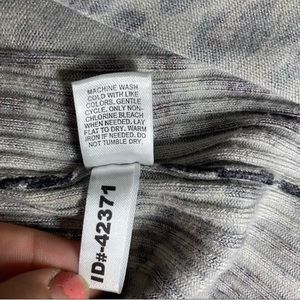 MACHINE WASH
COLD WITH LIKE
COLORS, GENTLE
CYCLE. ONLY NON-
CHLORINE BLEACH
WHEN NEEDED. LAY
FLAT TO DRY. WARM
IRON IF NEEDED. DO
NOT TUMBLE DRY.
ID#-42371